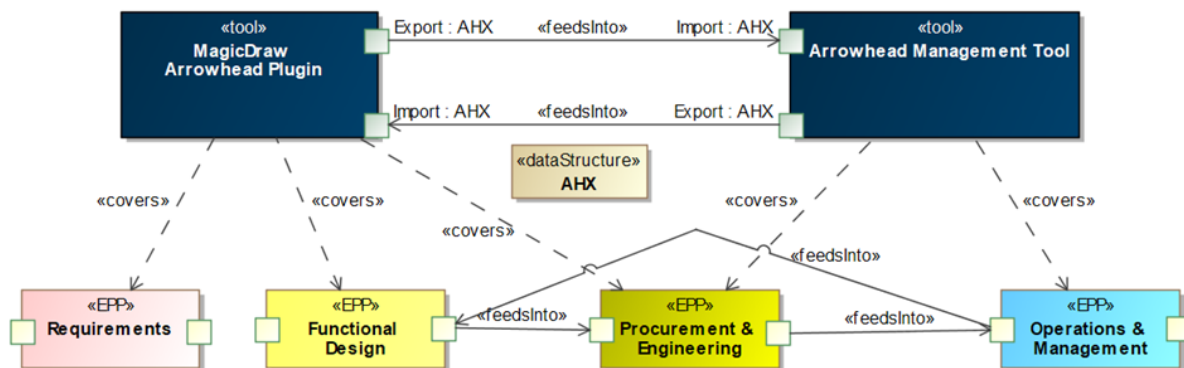 «tool»
MagicDraw
Arrowhead Plugin
Export : AHX
«feedsInto»
Import : AHX
«tool»
Arrowhead Management Tool
Import : AHX
«feedsInto»
Export : AHX
«dataStructure»
AHX
«covers»
«covers»
«covers»
«covers»
«covers»
«feedsInto»
«EPP»
Requirements
«EPP»
Functional
Design
«feedsInto»
«EPP»
Procurement &
Engineering
«feedsInto»
«EPP»
Operations &
Management